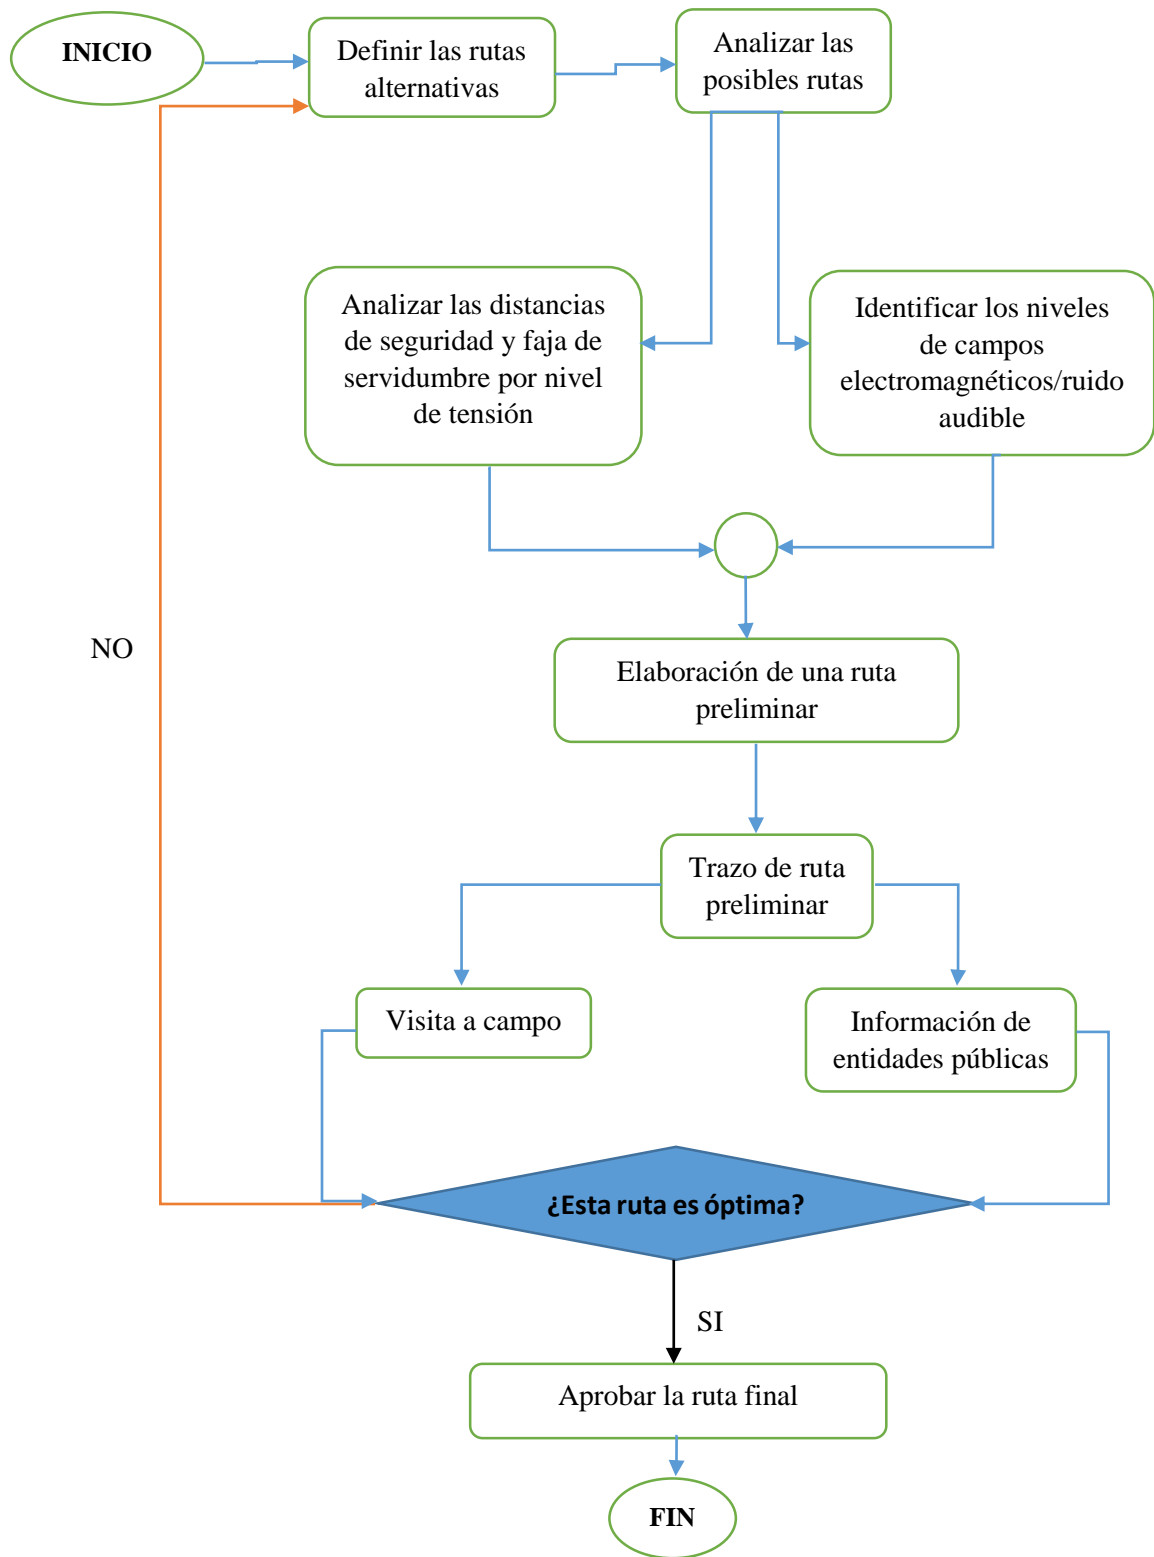 INICIO
Definir las rutas
alternativas
Analizar las
posibles rutas
Analizar las distancias
de seguridad y faja de
servidumbre por nivel
de tensión
Identificar los niveles
de campos
electromagnéticos/ruido
audible
NO
Elaboración de una ruta
preliminar
Trazo de ruta
preliminar
Visita a campo
Información de
entidades públicas
¿Esta ruta es óptima?
SI
Aprobar la ruta final
FIN